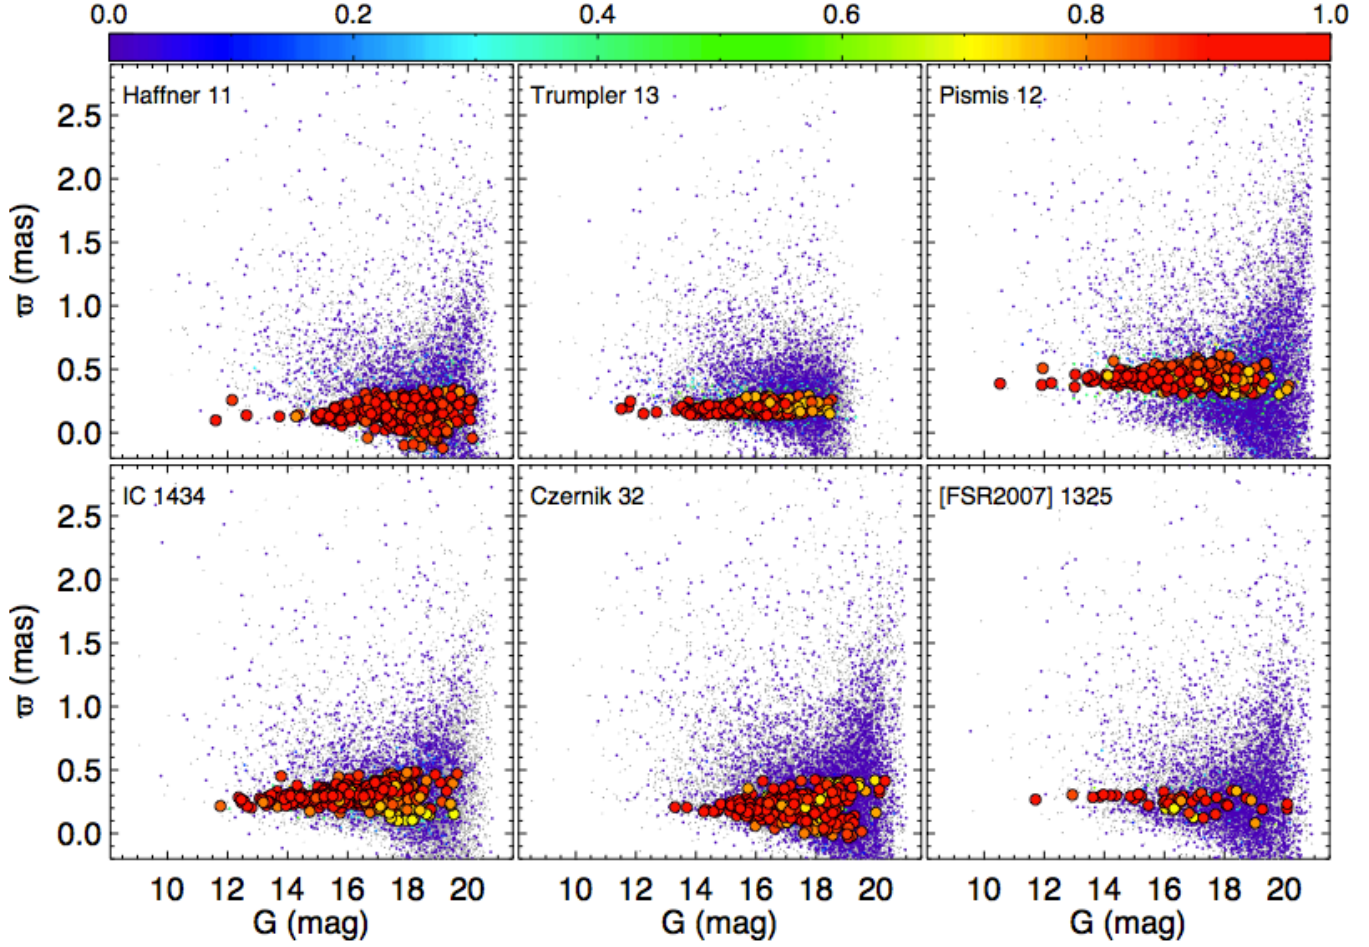 0.0 0.2 0.4 0.6 0.8 1.0
Haffner 11 Trumpler 13 Pismis 12
2.5
2.0
1.5
1.0
0.5
0.0
ϖ (mas)
IC 1434 Czernik 32 [FSR2007] 1325
2.5
2.0
1.5
1.0
0.5
0.0
ϖ (mas)
10 12 14 16 18 20 10 12 14 16 18 20 10 12 14 16 18 20
G (mag) G (mag) G (mag)